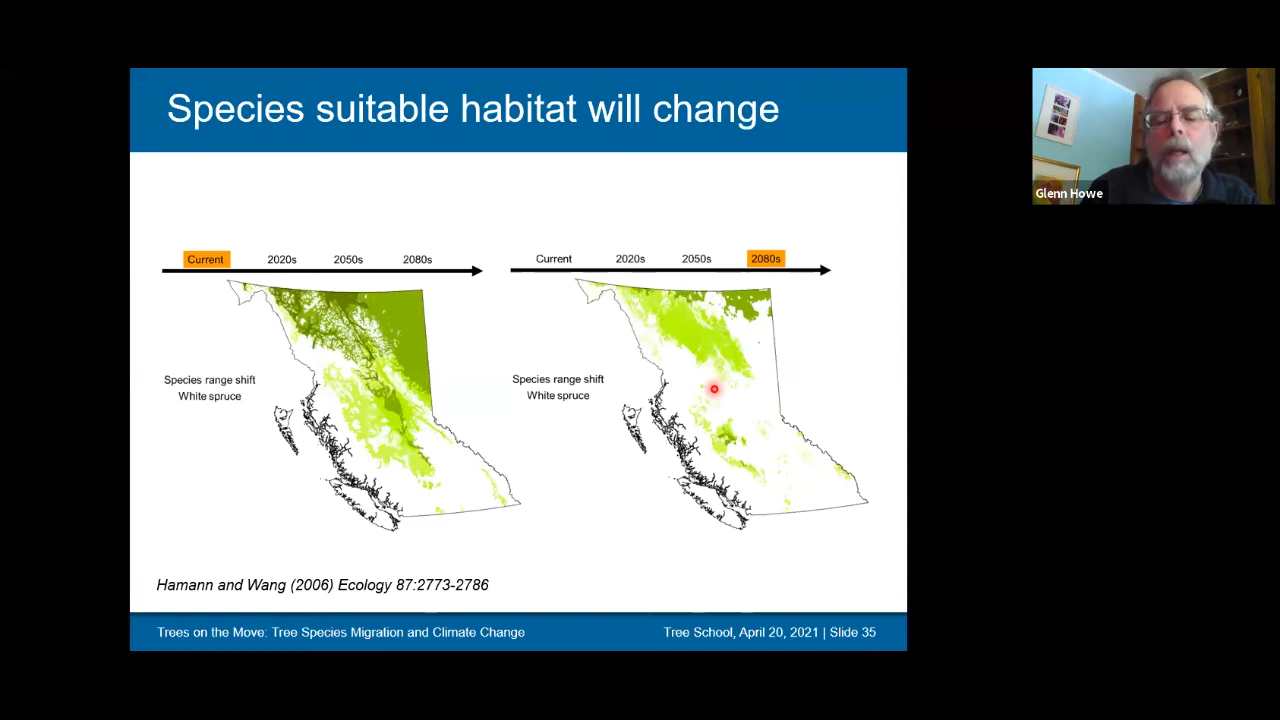 Species suitable habitat will change
Current 2020s 2050s 2080s
Species range shift
White spruce
Current 2020s 2050s 2080s
Species range shift
White spruce
Hamann and Wang (2006) Ecology 87:2773-2786
Trees on the Move: Tree Species Migration and Climate Change
Tree School, April 20, 2021 | Slide 35
Glenn Howe